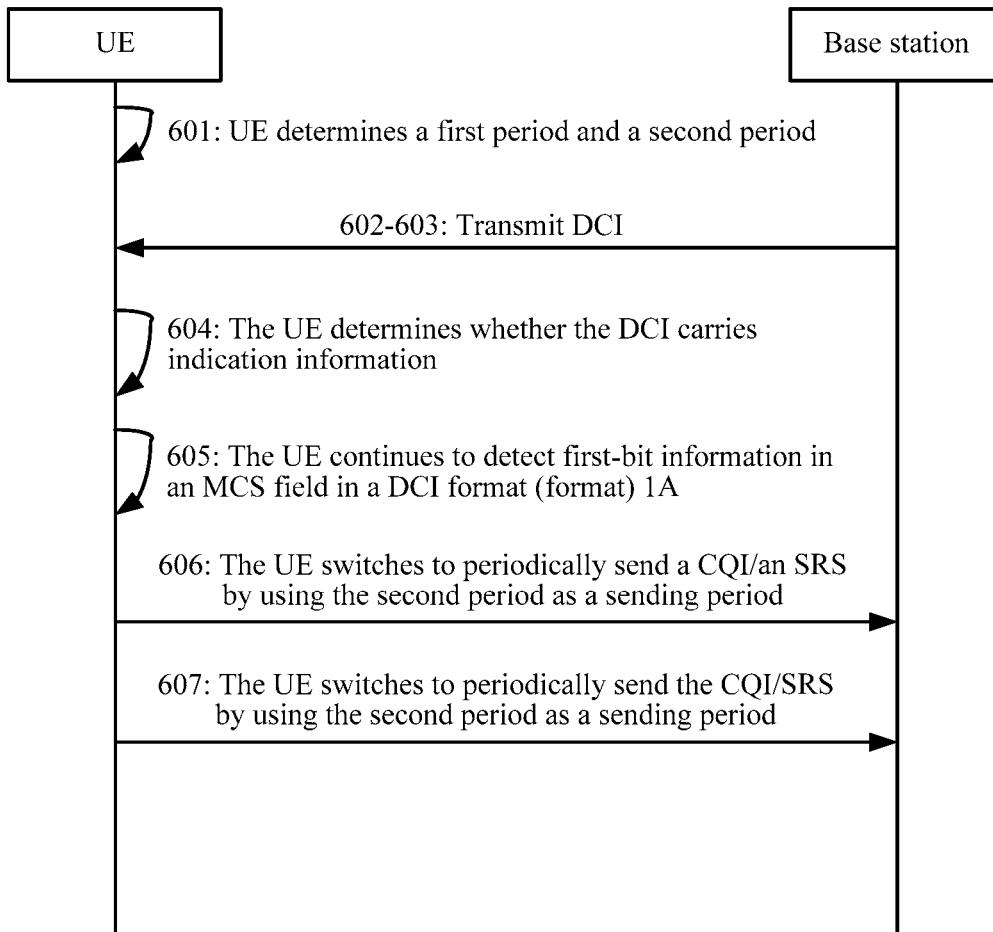 UE
Base station
601: UE determines a first period and a second period
602-603: Transmit DCI
604: The UE determines whether the DCI carries
indication information
605: The UE continues to detect first-bit information in
an MCS field in a DCI format (format) 1A
606: The UE switches to periodically send a CQI/an SRS
by using the second period as a sending period
607: The UE switches to periodically send the CQI/SRS
by using the second period as a sending period